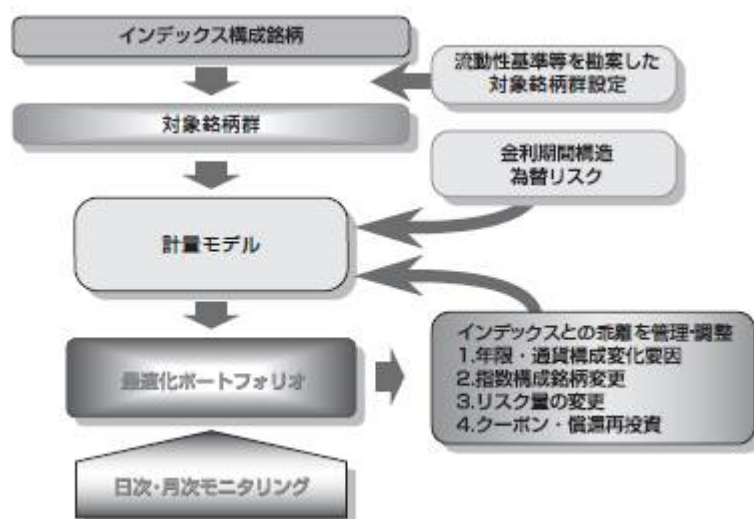 インデックス構成銘柄
流動性基準等を勘案した
対象銘柄群設定
対象銘柄群
金利期間構造
為替リスク
計量モデル
インデックスとの乖離を管理・調整
1.年限・通貨構成変化要因
2.指数構成銘柄変更
3.リスク量の変更
4.クーポン・償還再投資
最適化ポートフォリオ
日次・月次モニタリング